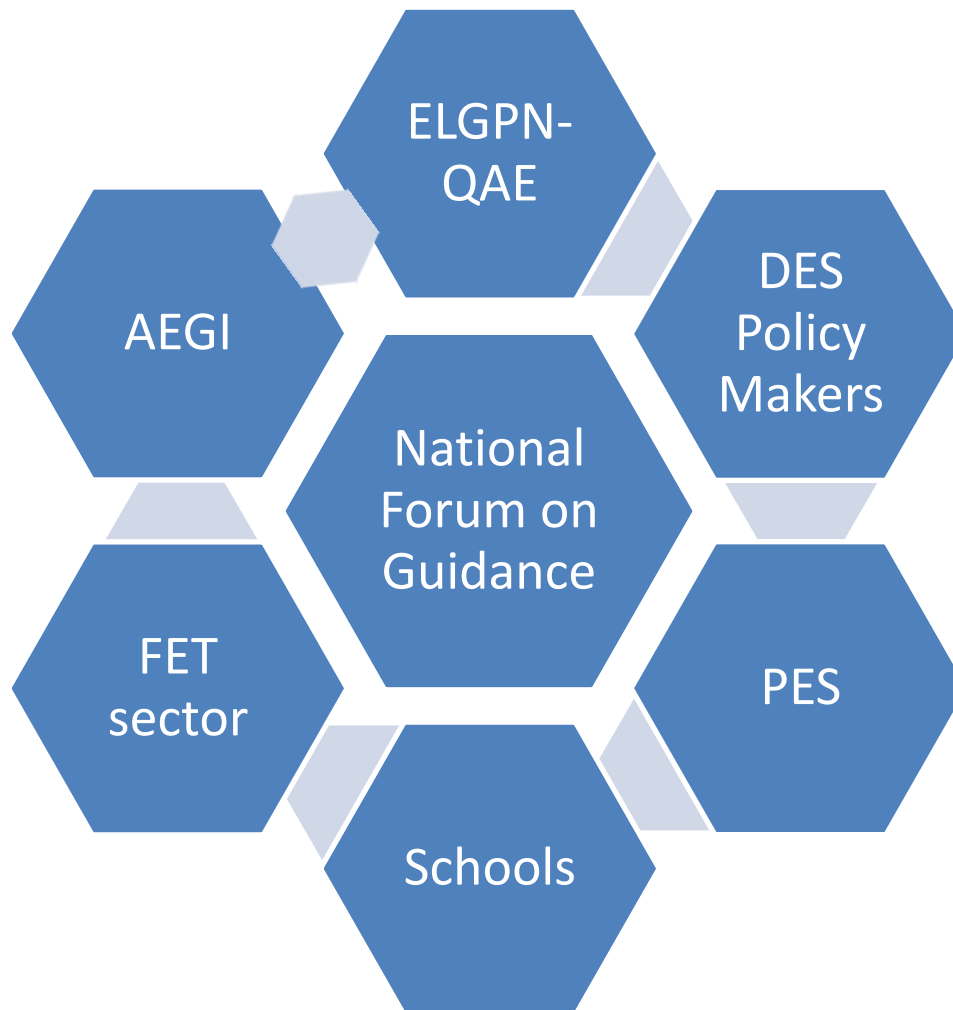 ELGPN-
QAE
DES
Policy
Makers
AEGI
National
Forum on
Guidance
FET
sector
PES
Schools